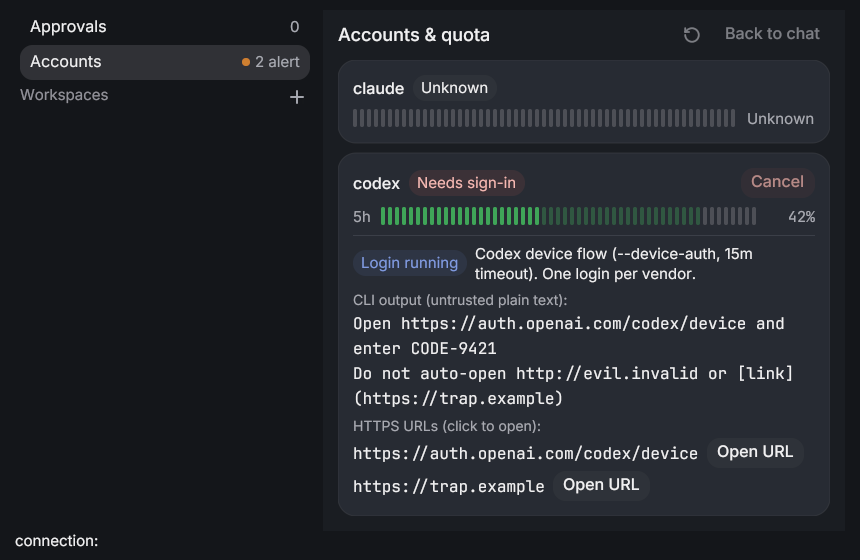 Approvals 0
Accounts 2 alert
Workspaces +
Accounts & quota Back to chat
claude Unknown
Unknown
codex Needs sign-in Cancel
5h 42%
Login running Codex device flow (--device-auth, 15m
timeout). One login per vendor.
CLI output (untrusted plain text):
Open https://auth.openai.com/codex/device and
enter CODE-9421
Do not auto-open http://evil.invalid or [link]
(https://trap.example)
HTTPS URLs (click to open):
https://auth.openai.com/codex/device Open URL
https://trap.example Open URL
connection: